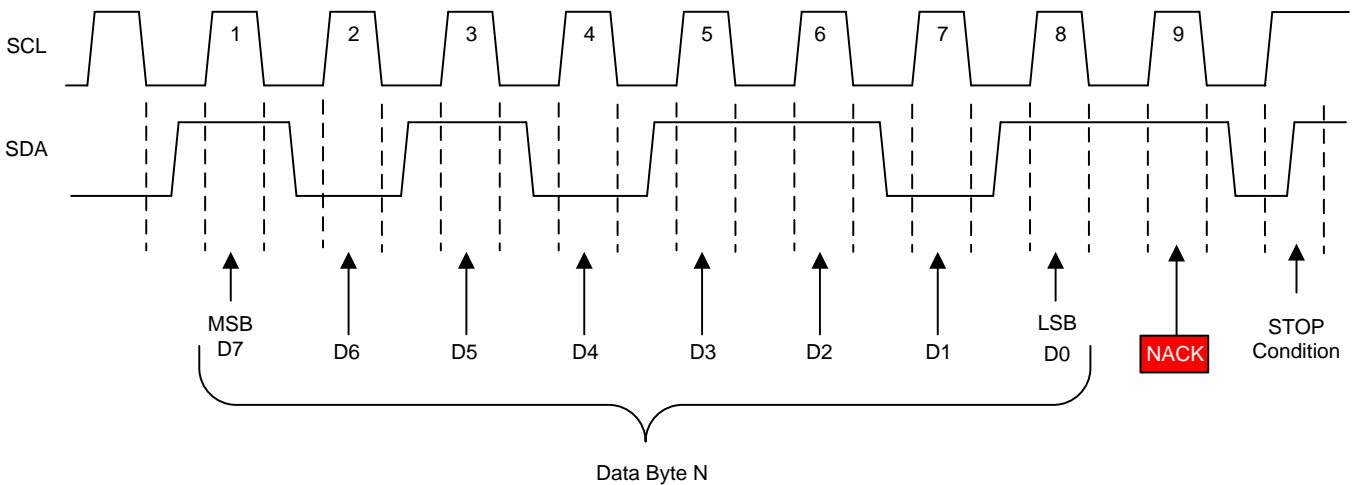 SCL
1 2 3 4 5 6 7 8 9
SDA
MSB
D7 D6 D5 D4 D3 D2 D1
LSB
D0
NACK
STOP
Condition
Data Byte N